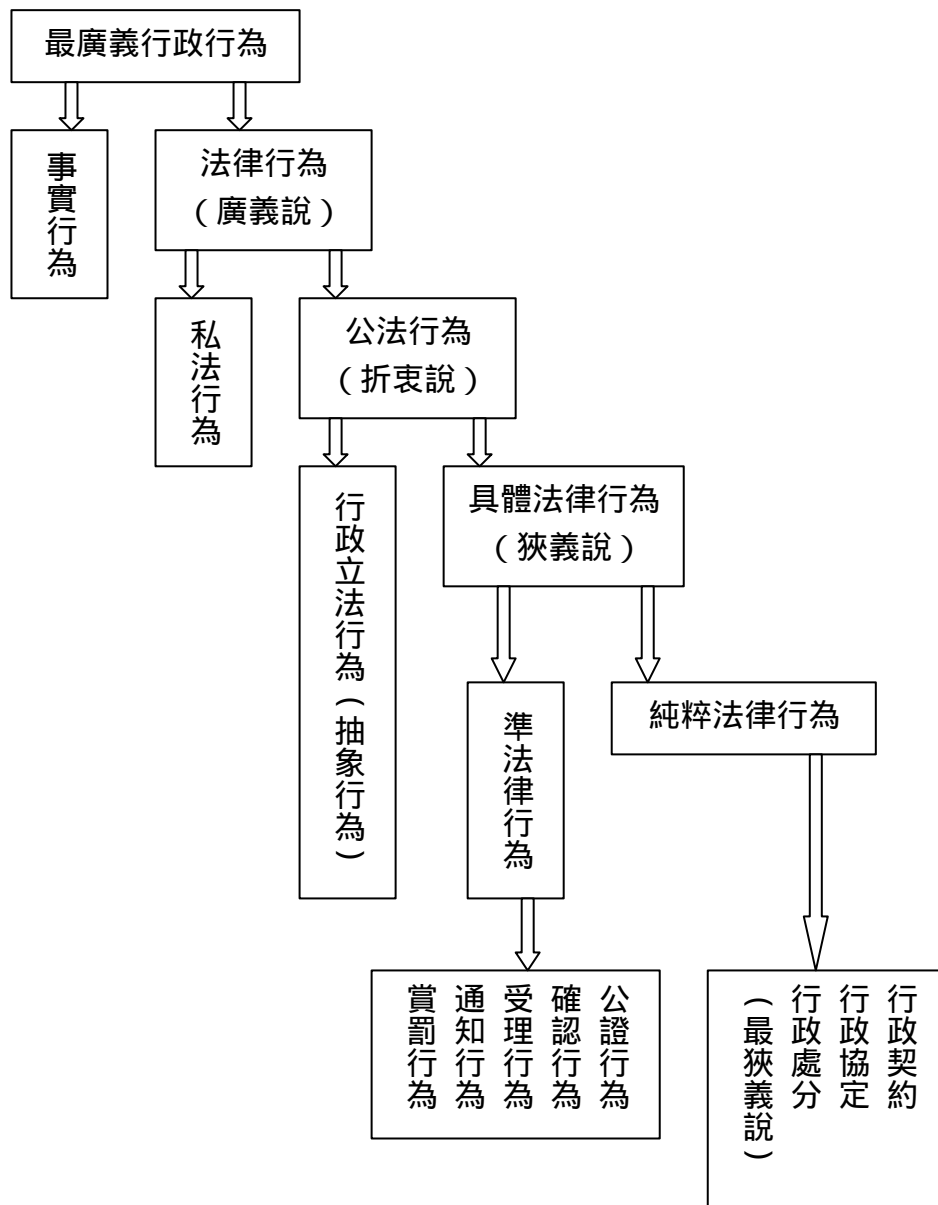 最廣義行政行為
事實行為
法律行為
（廣義說）
私法行為
公法行為
（折衷說）
行政立法行為（抽象行為）
具體法律行為
（狹義說）
準法律行為
純粹法律行為
公證行為
確認行為
受理行為
通知行為
賞罰行為
行政契約
行政協定
行政處分
（最狹義說）